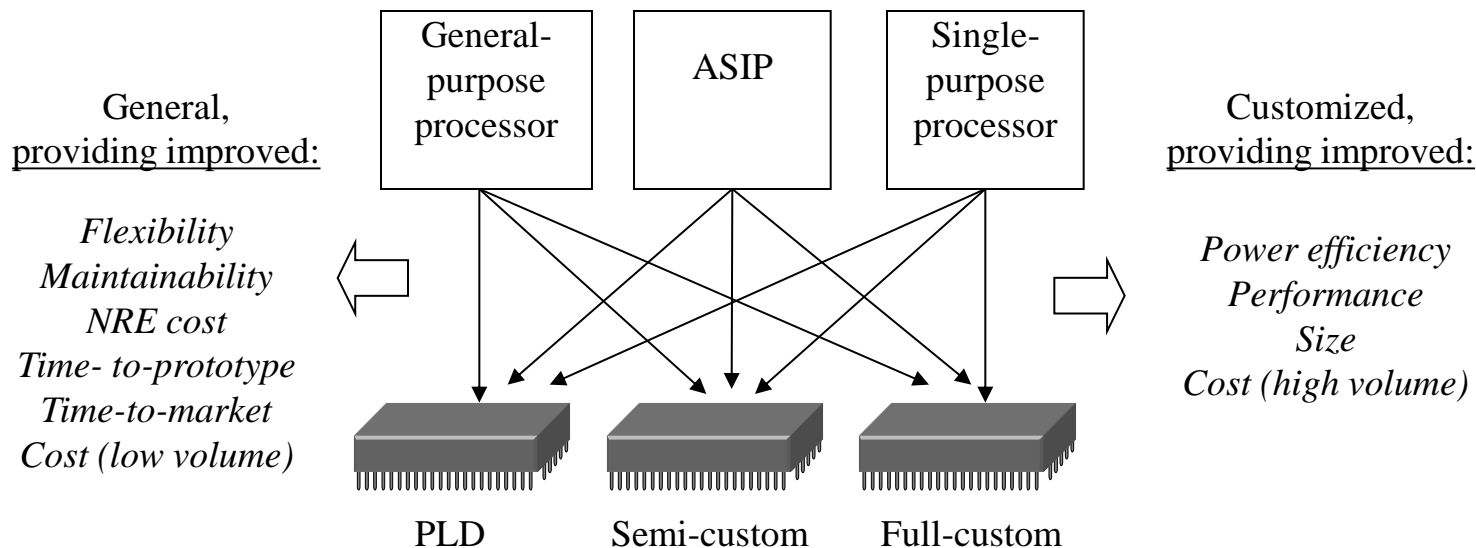 General-
purpose
processor
ASIP
Single-
purpose
processor
General,
providing improved:
Flexibility
Maintainability
NRE cost
Time- to-prototype
Time-to-market
Cost (low volume)
Customized,
providing improved:
Power efficiency
Performance
Size
Cost (high volume)
PLD
Semi-custom
Full-custom